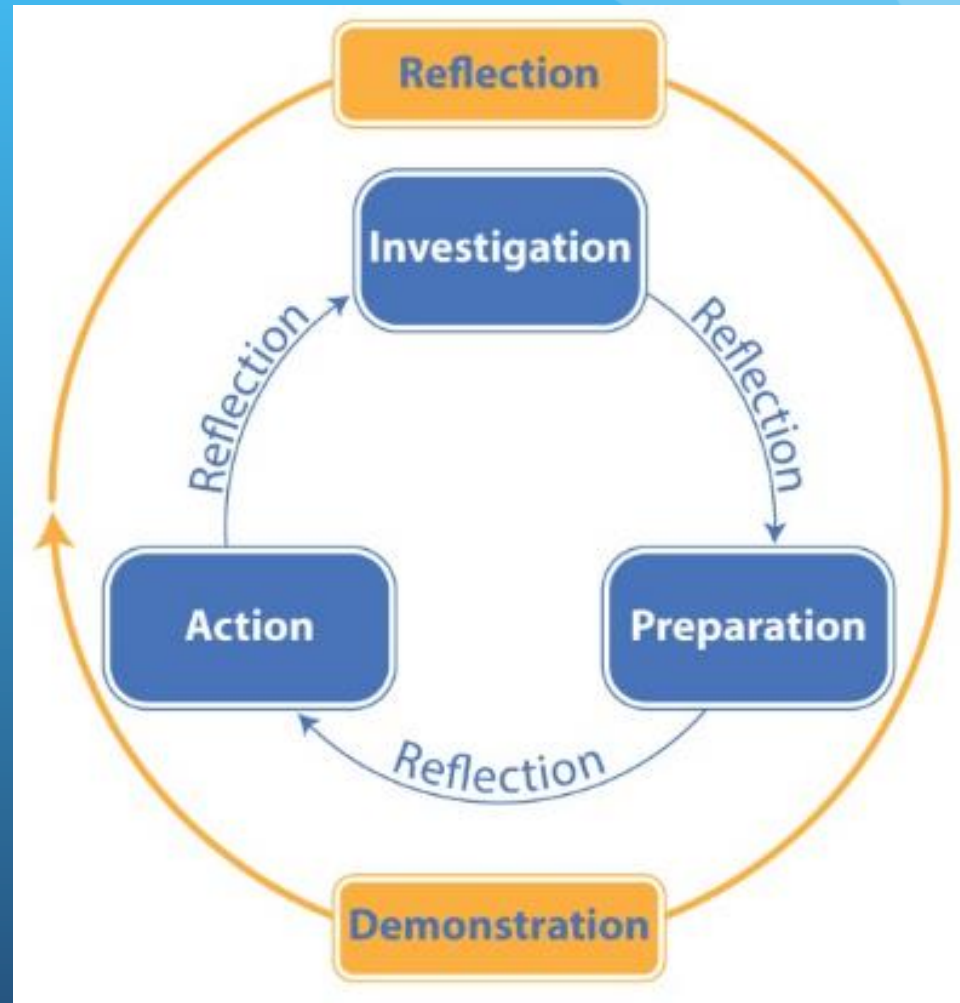 Reflection
Investigation
Reflection
Reflection
Action
Preparation
Reflection
Demonstration